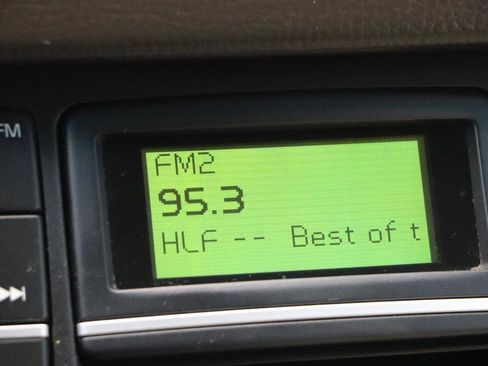 FM
FM2
95.3
HLF -- Best of t